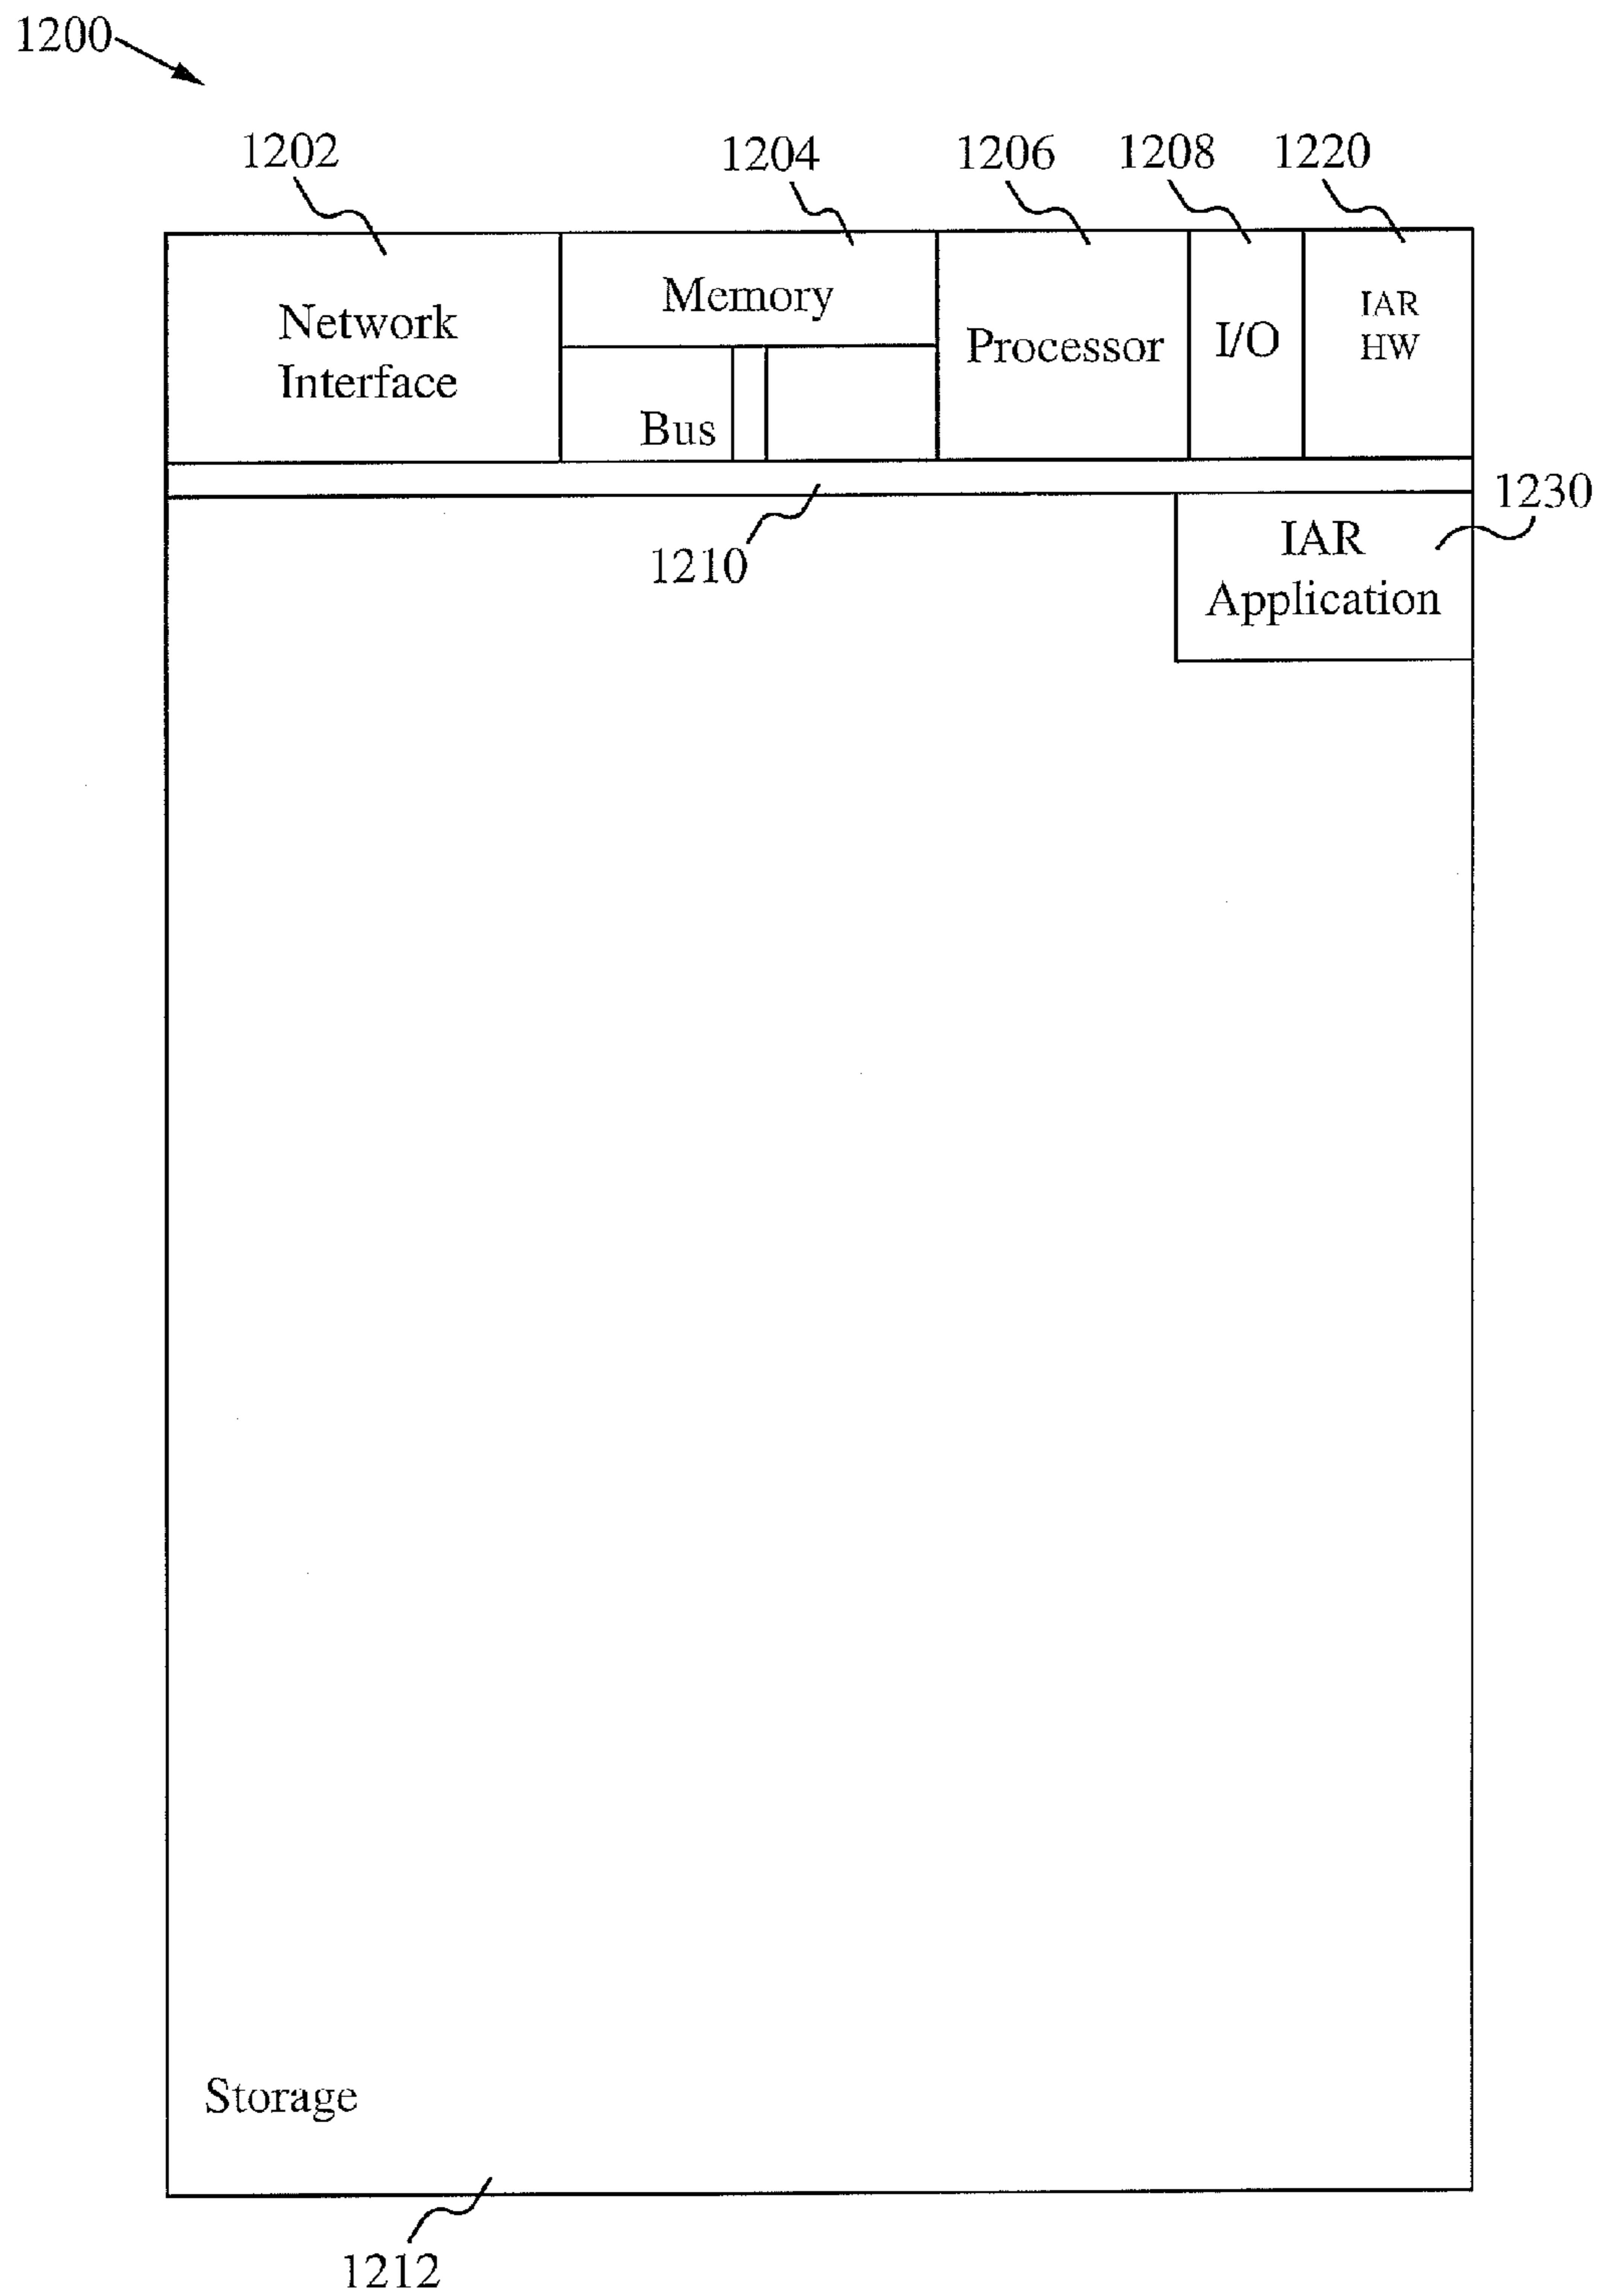 1200
1202
1204
1206
1208
1220
Network
Interface
Memory
Bus
Processor
I/O
IAR
HW
1210
1230
IAR
Application
Storage
1212